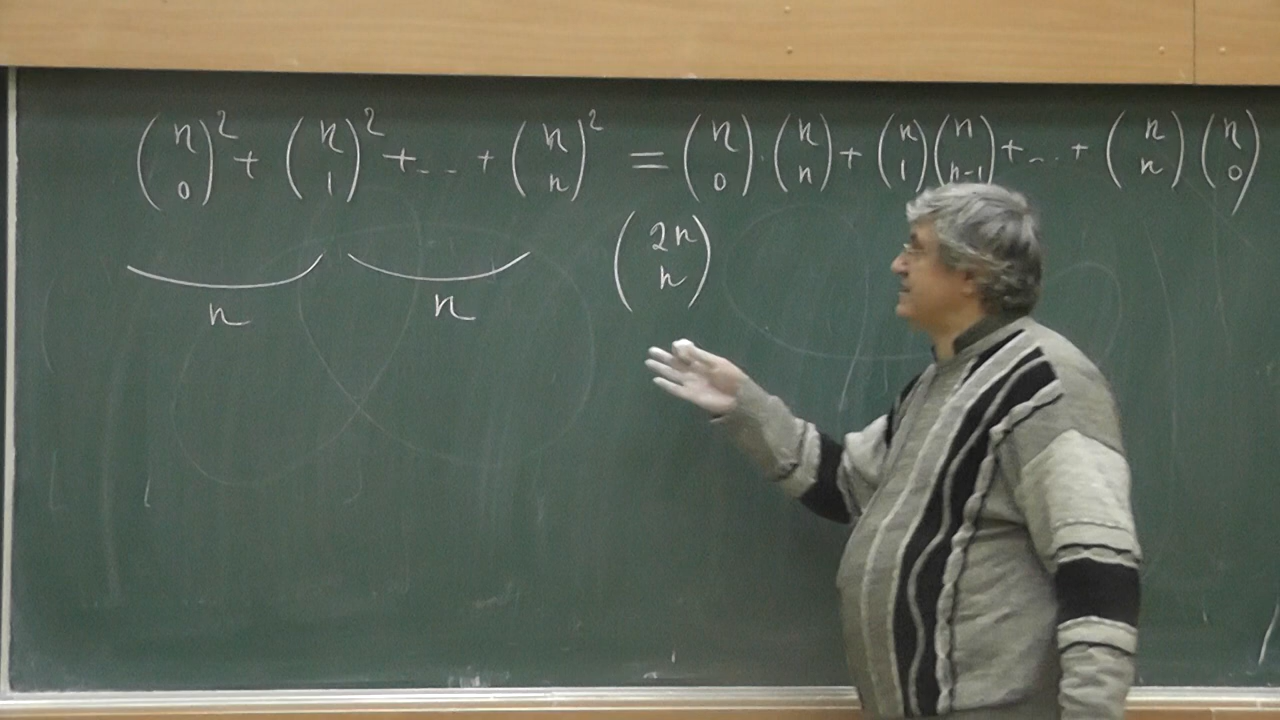 (n 0)^2 + (n 1)^2 + ... + (n n)^2 = (n 0) · (n n) + (n 1)(n n-1) + ... + (n n)(n 0)
n n (2n n)